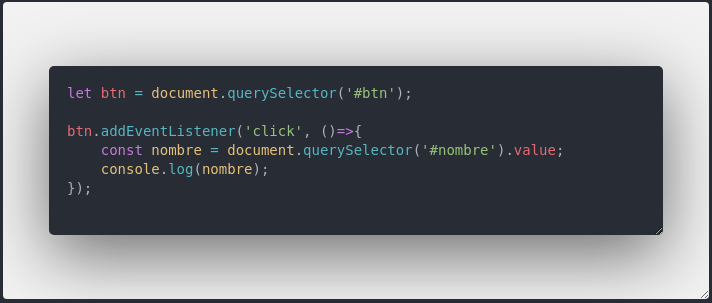 let btn = document.querySelector('#btn');
btn.addEventListener('click', ()=>{
    const nombre = document.querySelector('#nombre').value;
    console.log(nombre);
});